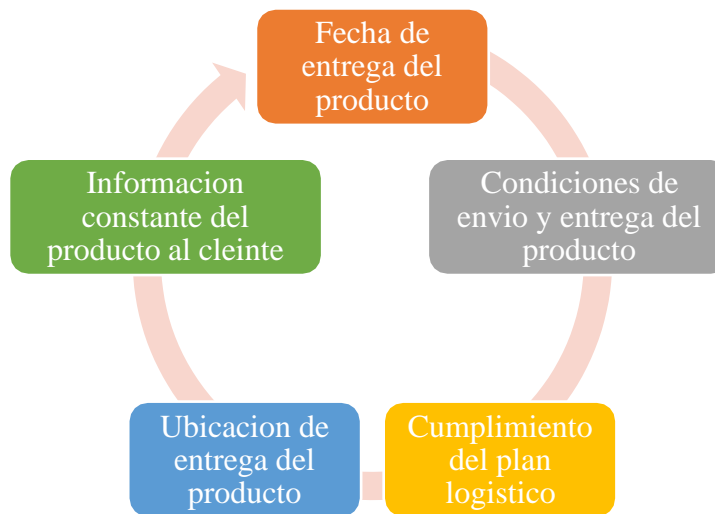 Fecha de
entrega del
producto
Condiciones de
envio y entrega del
producto
Cumplimiento
del plan
logistico
Ubicacion de
entrega del
producto
Informacion
constante del
producto al cleinte